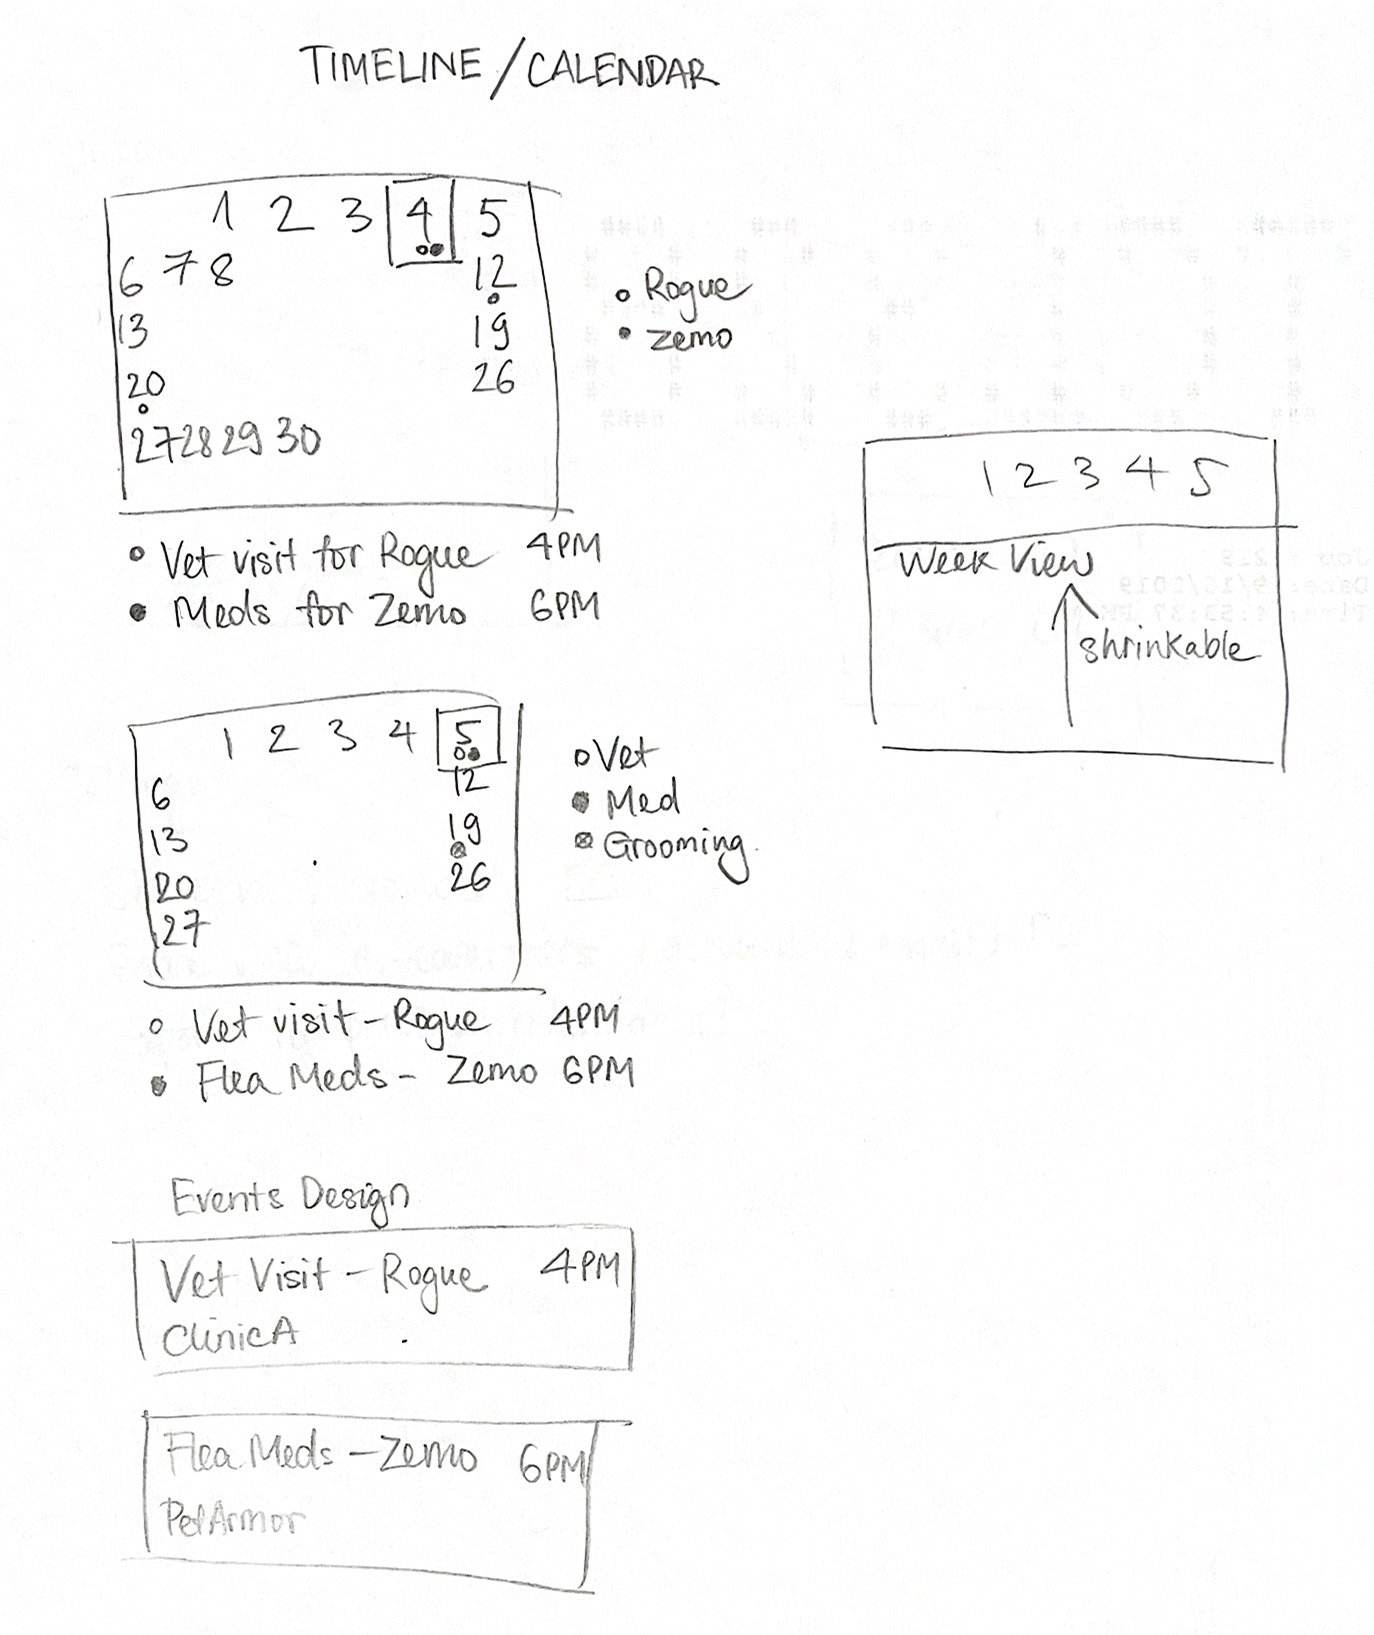 TIMELINE / CALENDAR
1 2 3 4 5
6 7 8 12
13 19
20 26
27 28 29 30
Rogue
Zemo
Vet visit for Rogue 4PM
Meds for Zemo 6PM
1 2 3 4 5
Week View
shrinkable
1 2 3 4 5
6 12
13 19
20 26
27
Vet
Med
Grooming.
Vet visit - Rogue 4PM
Flea Meds - Zemo 6PM
Events Design
Vet Visit - Rogue 4PM
Clinic A
Flea Meds - Zemo 6PM
PetArmor